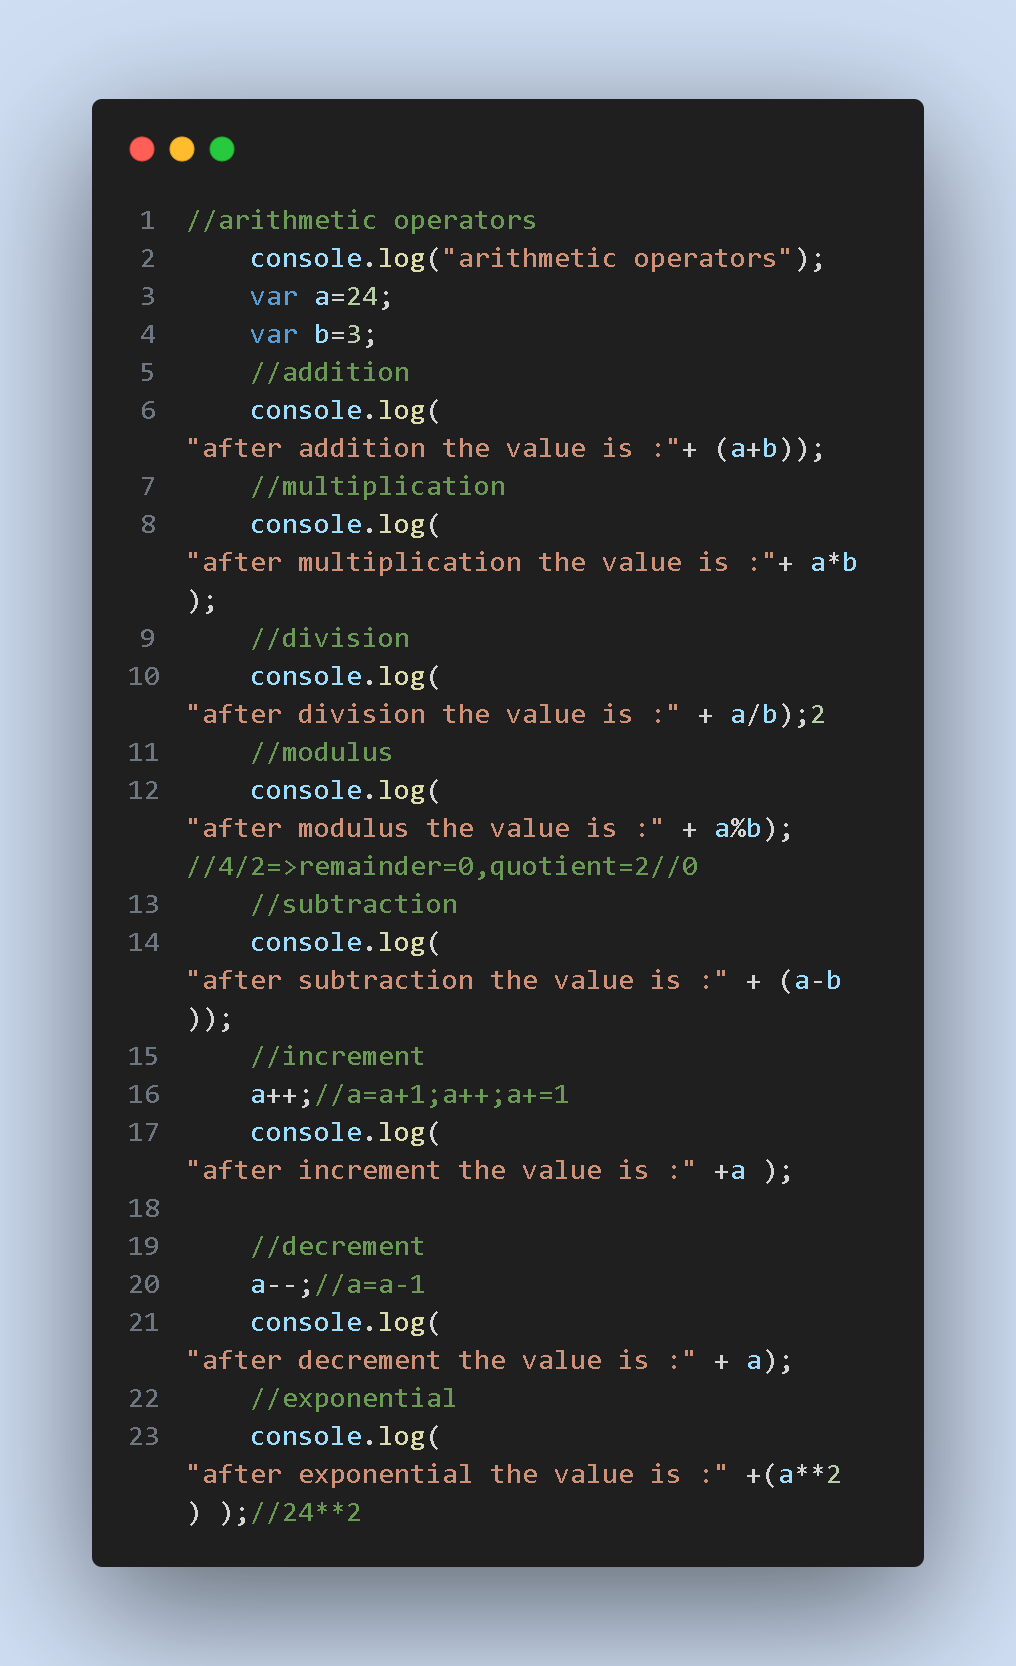 1 //arithmetic operators
2     console.log("arithmetic operators");
3     var a=24;
4     var b=3;
5     //addition
6     console.log(
"after addition the value is :"+ (a+b));
7     //multiplication
8     console.log(
"after multiplication the value is :"+ a*b
);
9     //division
10     console.log(
"after division the value is :" + a/b);2
11     //modulus
12     console.log(
"after modulus the value is :" + a%b);
//4/2=>remainder=0,quotient=2//0
13     //subtraction
14     console.log(
"after subtraction the value is :" + (a-b
));
15     //increment
16     a++;//a=a+1;a++;a+=1
17     console.log(
"after increment the value is :" +a );
18
19     //decrement
20     a--;//a=a-1
21     console.log(
"after decrement the value is :" + a);
22     //exponential
23     console.log(
"after exponential the value is :" +(a**2
) );//24**2